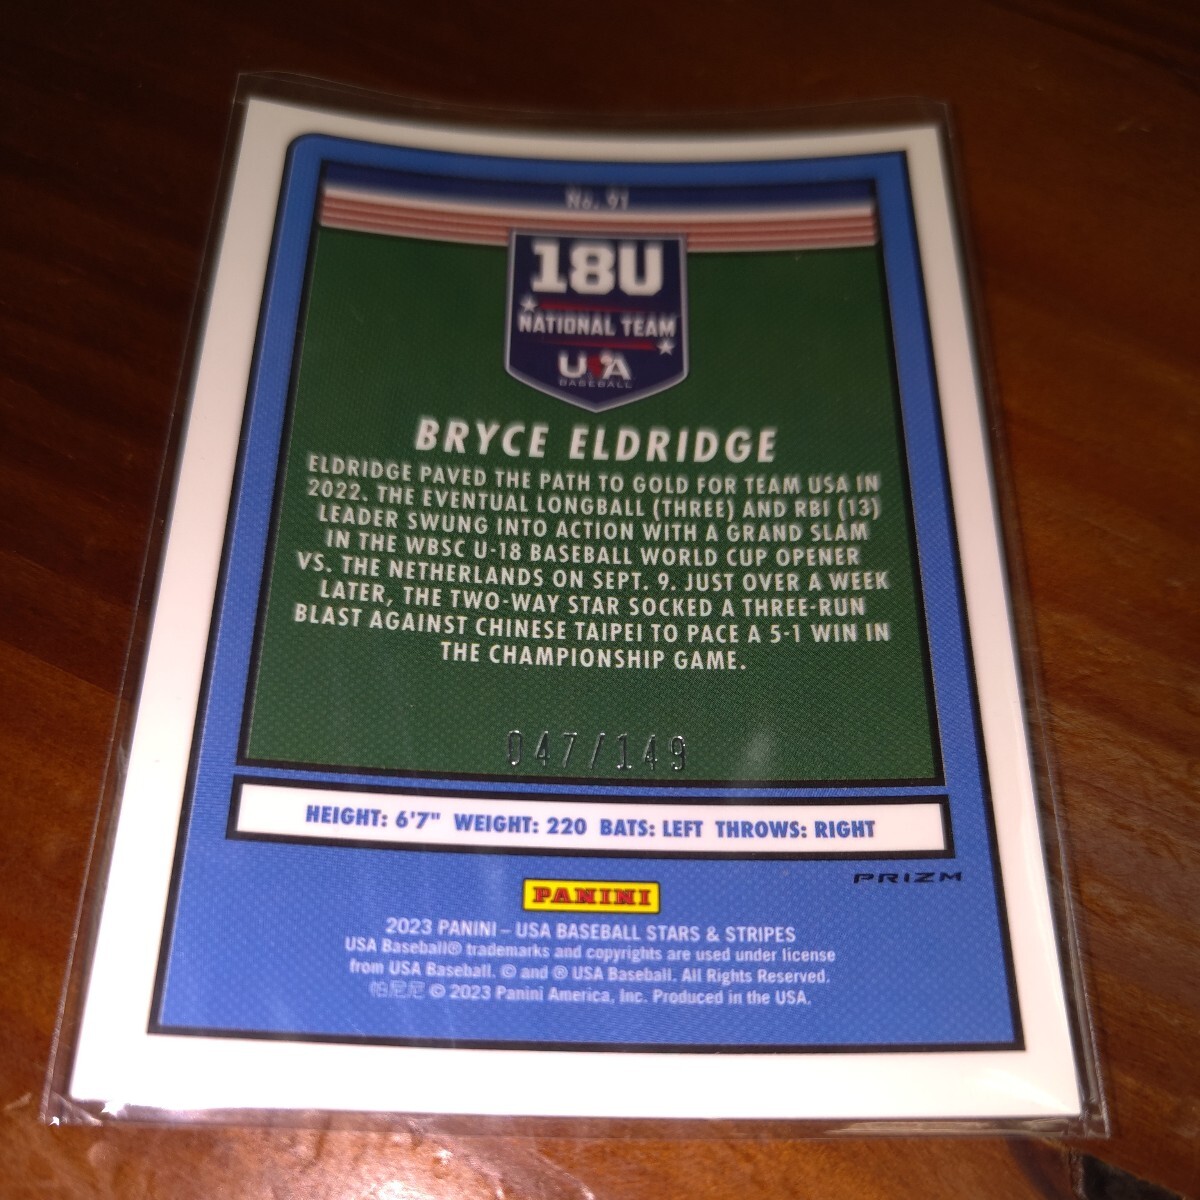 No. 91
18U
NATIONAL TEAM
USA
BASEBALL
BRYCE ELDRIDGE
ELDRIDGE PAVED THE PATH TO GOLD FOR TEAM USA IN
2022. THE EVENTUAL LONGBALL (THREE) AND RBI (13)
LEADER SWUNG INTO ACTION WITH A GRAND SLAM
IN THE WBSC U-18 BASEBALL WORLD CUP OPENER
VS. THE NETHERLANDS ON SEPT. 9. JUST OVER A WEEK
LATER, THE TWO-WAY STAR SOCKED A THREE-RUN
BLAST AGAINST CHINESE TAIPEI TO PACE A 5-1 WIN IN
THE CHAMPIONSHIP GAME.
047/149
HEIGHT: 6'7" WEIGHT: 220 BATS: LEFT THROWS: RIGHT
PRIZM
PANINI
2023 PANINI – USA BASEBALL STARS & STRIPES
USA Baseball® trademarks and copyrights are used under license
from USA Baseball. © and ® USA Baseball. All Rights Reserved.
帕尼尼 © 2023 Panini America, Inc. Produced in the USA.